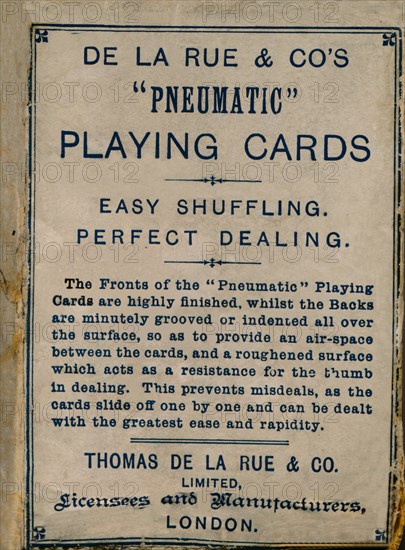 DE LA RUE & CO'S
"PNEUMATIC"
PLAYING CARDS
EASY SHUFFLING.
PERFECT DEALING.
The Fronts of the "Pneumatic" Playing
Cards are highly finished, whilst the Backs
are minutely grooved or indented all over
the surface, so as to provide an air-space
between the cards, and a roughened surface
which acts as a resistance for the thumb
in dealing. This prevents misdeals, as the
cards slide off one by one and can be dealt
with the greatest ease and rapidity.
THOMAS DE LA RUE & CO.
LIMITED,
Licensees and Manufacturers,
LONDON.
PHOTO 12